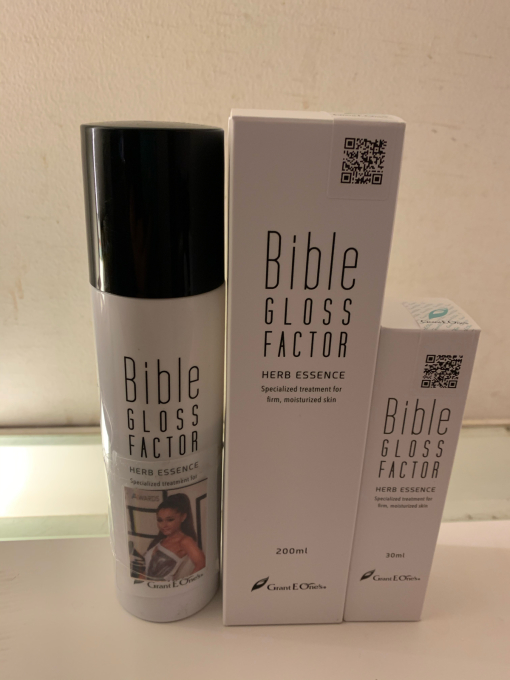 Bible
GLOSS
FACTOR
HERB ESSENCE
Specialized treatment for
Grant E One's
Bible
GLOSS
FACTOR
HERB ESSENCE
Specialized treatment for
firm, moisturized skin
200ml
Grant E One's
Grant E One's
Bible
GLOSS
FACTOR
HERB ESSENCE
Specialized treatment for
firm, moisturized skin
30ml
Grant E One's